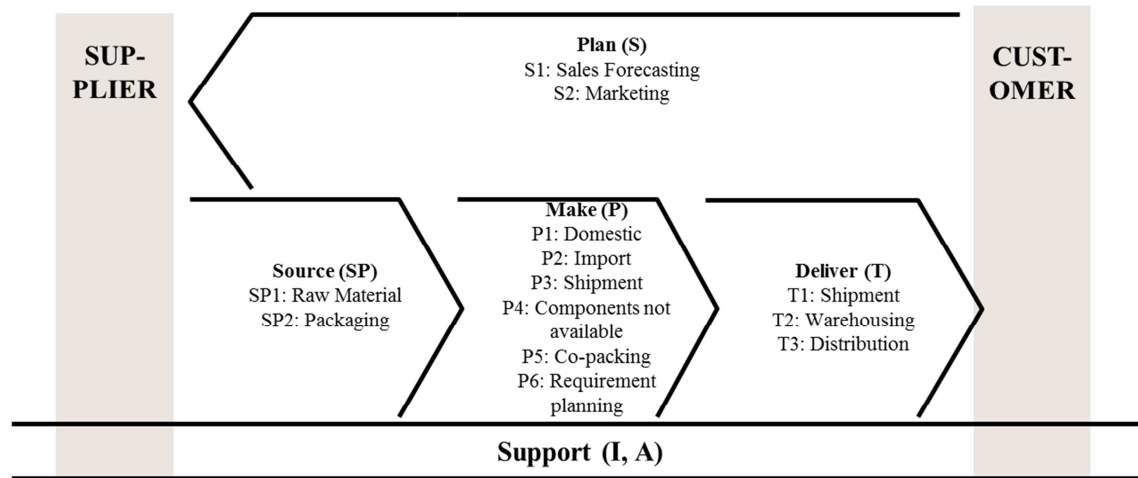 SUP-
PLIER
Plan (S)
S1: Sales Forecasting
S2: Marketing
CUST-
OMER
Source (SP)
SP1: Raw Material
SP2: Packaging
Make (P)
P1: Domestic
P2: Import
P3: Shipment
P4: Components not
available
P5: Co-packing
P6: Requirement
planning
Deliver (T)
T1: Shipment
T2: Warehousing
T3: Distribution
Support (I, A)